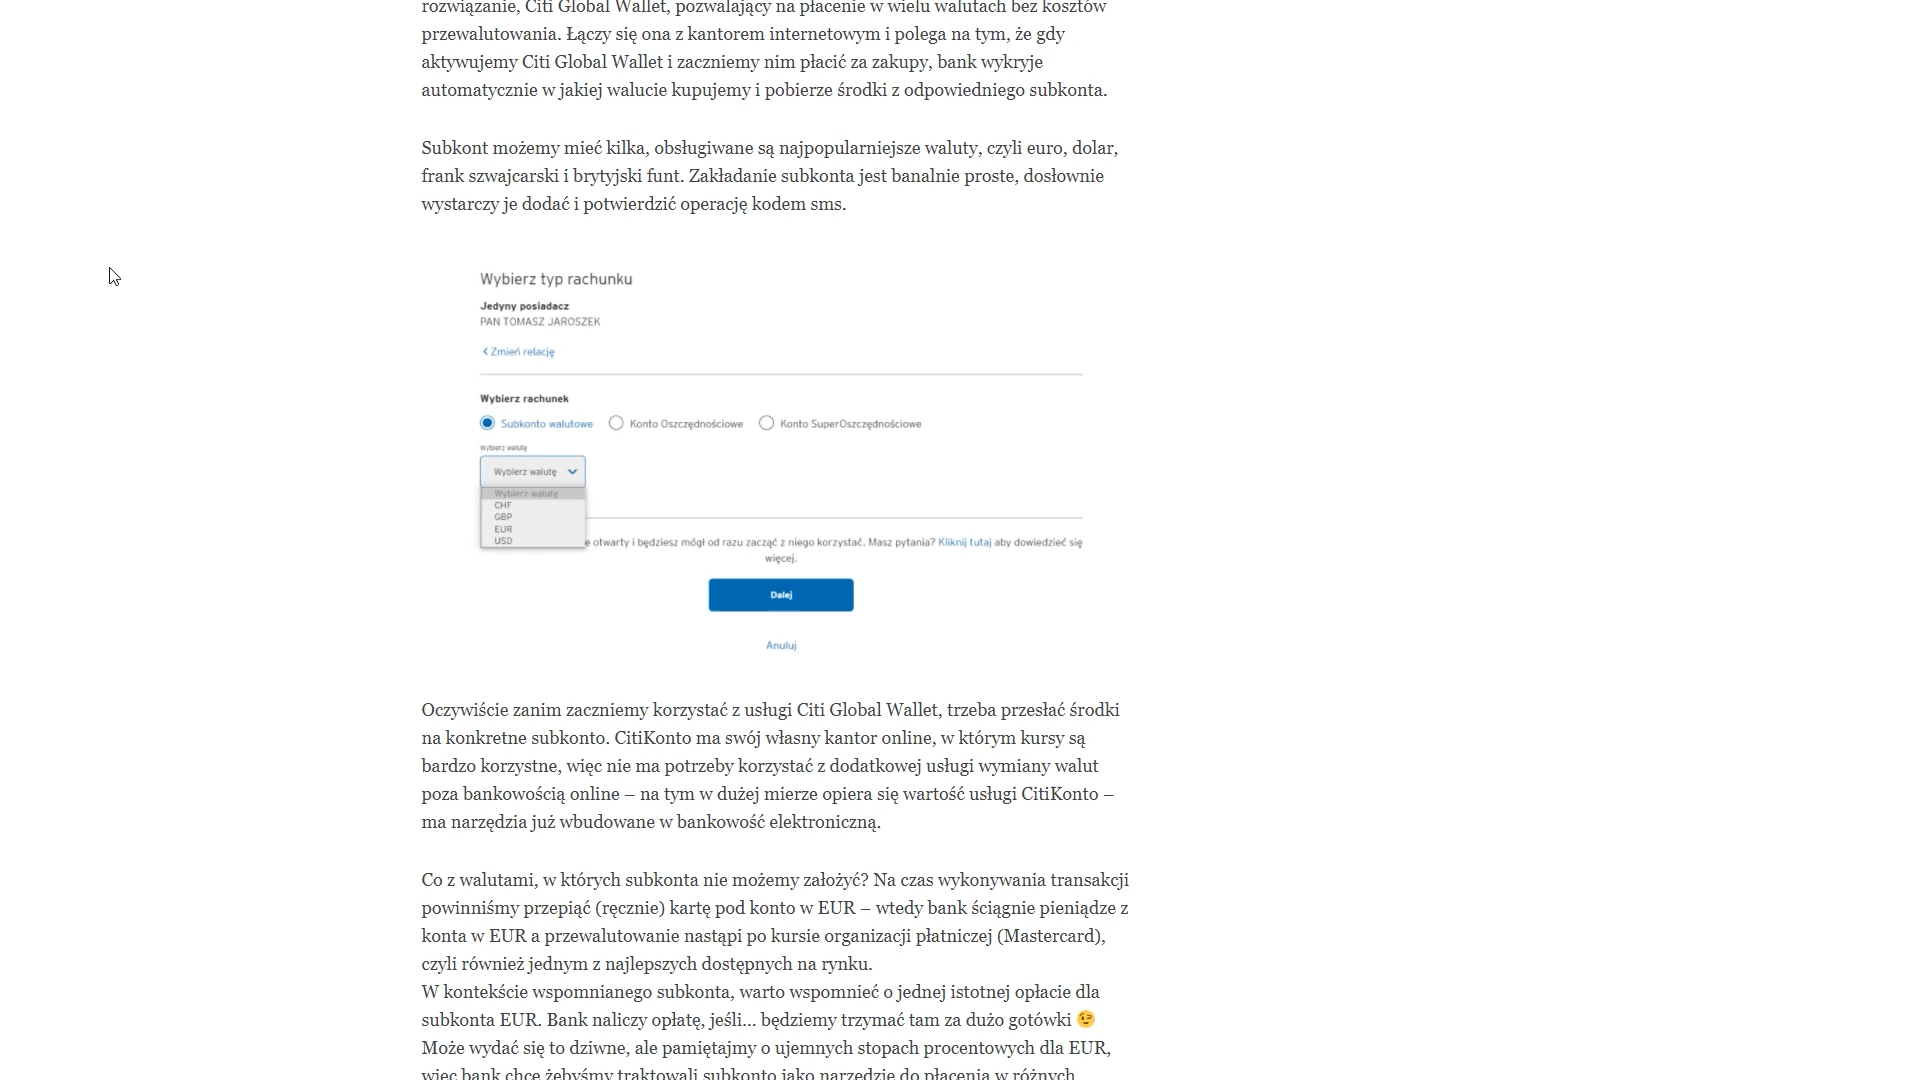 rozwiązanie, Citi Global Wallet, pozwalający na płacenie w wielu walutach bez kosztów
przewalutowania. Łączy się ona z kantorem internetowym i polega na tym, że gdy
aktywujemy Citi Global Wallet i zaczniemy nim płacić za zakupy, bank wykryje
automatycznie w jakiej walucie kupujemy i pobierze środki z odpowiedniego subkonta.
Subkont możemy mieć kilka, obsługiwane są najpopularniejsze waluty, czyli euro, dolar,
frank szwajcarski i brytyjski funt. Zakładanie subkonta jest banalnie proste, dosłownie
wystarczy je dodać i potwierdzić operację kodem sms.
Wybierz typ rachunku
Jedyny posiadacz
PAN TOMASZ JAROSZEK
Zmień relację
Wybierz rachunek
Subkonto walutowe Konto Oszczędnościowe Konto SuperOszczędnościowe
Wybierz walutę
Wybierz walutę
Wybierz walutę
CHF
GBP
EUR
USD
e otwarty i będziesz mógł od razu zacząć z niego korzystać. Masz pytania? Kliknij tutaj aby dowiedzieć się
więcej.
Dalej
Anuluj
Oczywiście zanim zaczniemy korzystać z usługi Citi Global Wallet, trzeba przesłać środki
na konkretne subkonto. CitiKonto ma swój własny kantor online, w którym kursy są
bardzo korzystne, więc nie ma potrzeby korzystać z dodatkowej usługi wymiany walut
poza bankowością online – na tym w dużej mierze opiera się wartość usługi CitiKonto –
ma narzędzia już wbudowane w bankowość elektroniczną.
Co z walutami, w których subkonta nie możemy założyć? Na czas wykonywania transakcji
powinniśmy przepiąć (ręcznie) kartę pod konto w EUR – wtedy bank ściągnie pieniądze z
konta w EUR a przewalutowanie nastąpi po kursie organizacji płatniczej (Mastercard),
czyli również jednym z najlepszych dostępnych na rynku.
W kontekście wspomnianego subkonta, warto wspomnieć o jednej istotnej opłacie dla
subkonta EUR. Bank naliczy opłatę, jeśli... będziemy trzymać tam za dużo gotówki 😉
Może wydać się to dziwne, ale pamiętajmy o ujemnych stopach procentowych dla EUR,
więc bank chce żebyśmy traktowali subkonto jako narzędzie do płacenia w różnych